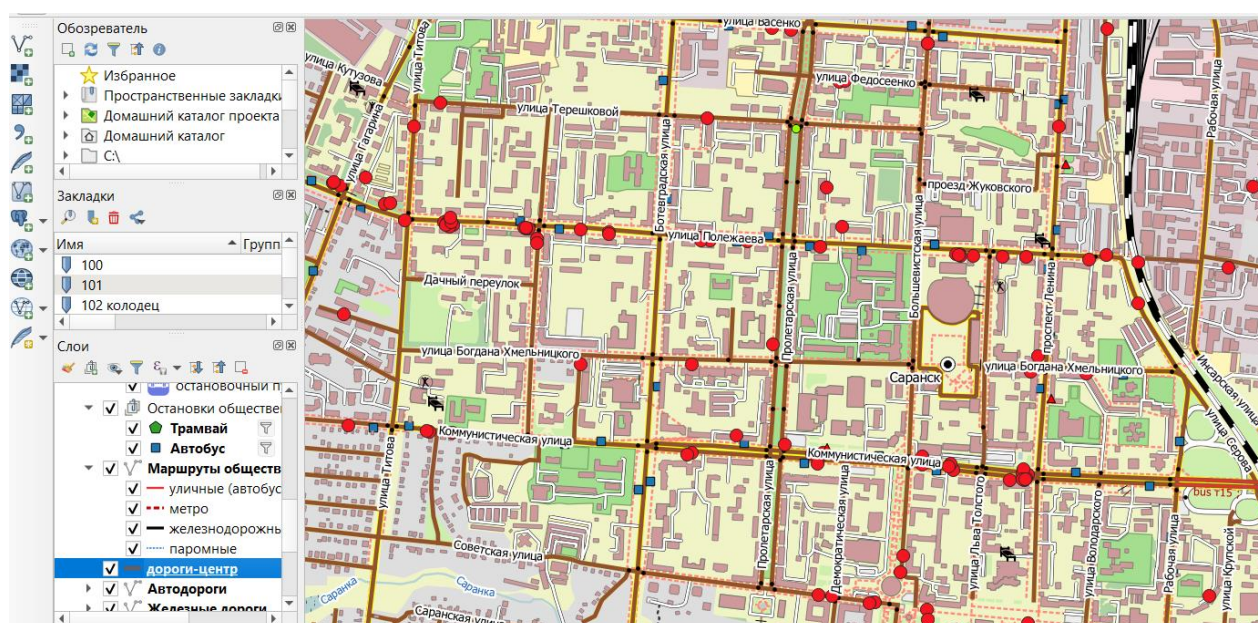 Обозреватель
Избранное
Пространственные закладки
Домашний каталог проекта
Домашний каталог
C:\
Закладки
Имя
Групп
100
101
102 колодец
Слои
остановочный п
Остановки обществе
Трамвай
Автобус
Маршруты обществ
уличные (автобус
метро
железнодорожны
паромные
дороги-центр
Автодороги
Железные дороги
улица Васенко
улица Титова
улица Кутузова
улица Гагарина
улица Терешковой
улица Федосеенко
Рабочая улица
Ботевградская улица
проезд Жуковского
улица Полежаева
Большевистская улица
Дачный переулок
Пролетарская улица
проспект Ленина
улица Богдана Хмельницкого
Саранск
улица Богдана Хмельницкого
Инсарская улица
улица Серова
Коммунистическая улица
Коммунистическая улица
улица Титова
bus т15
Советская улица
Пролетарская улица
Демократическая улица
улица Льва Толстого
улица Володарского
Рабочая улица
улица Крупской
Саранка
Саранка
Саранская улица